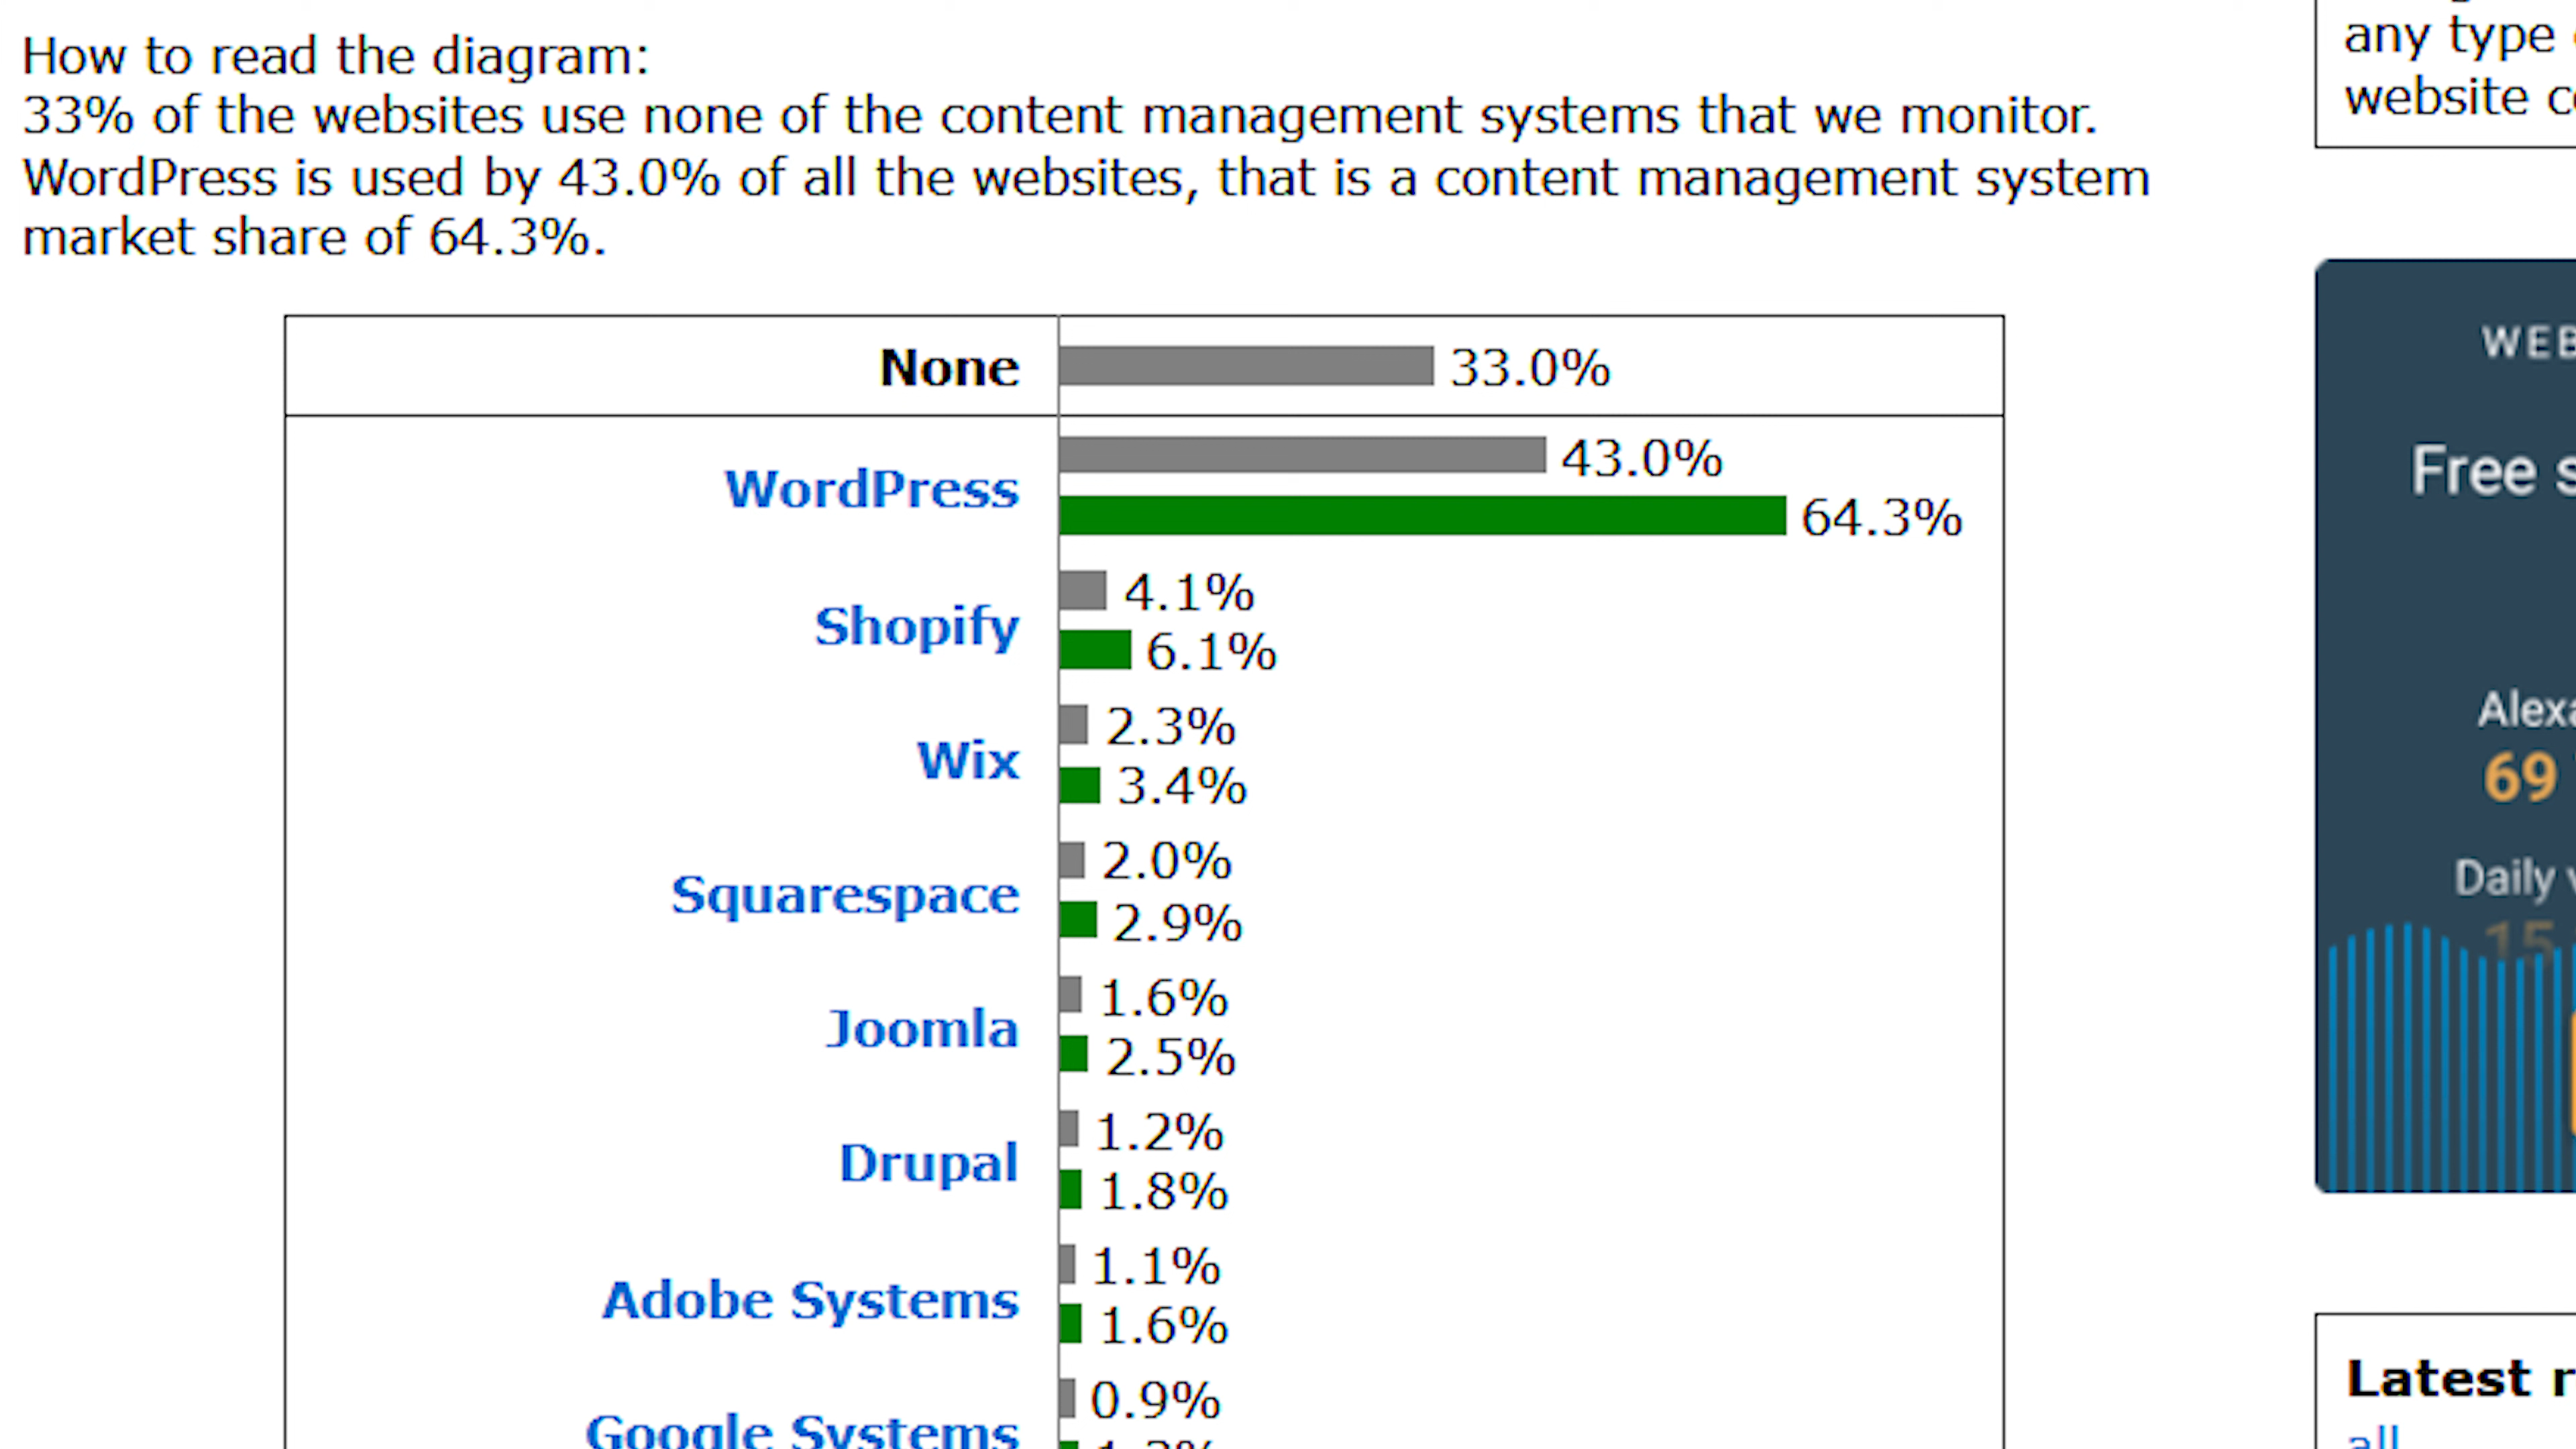 How to read the diagram:
33% of the websites use none of the content management systems that we monitor.
WordPress is used by 43.0% of all the websites, that is a content management system
market share of 64.3%.
None 33.0%
WordPress 43.0%
64.3%
Shopify 4.1%
6.1%
Wix 2.3%
3.4%
Squarespace 2.0%
2.9%
Joomla 1.6%
2.5%
Drupal 1.2%
1.8%
Adobe Systems 1.1%
1.6%
Google Systems 0.9%
any type
website
WEB
Free
Alexa
69
Daily
15
Latest
all